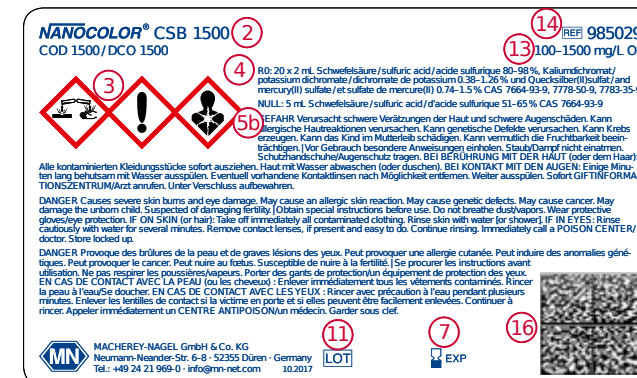 NANOCOLOR® CSB 1500 2
COD 1500/DCO 1500
14 REF 985029
13 100–1500 mg/L O
3
4 R0: 20 x 2 mL Schwefelsäure/sulfuric acid/acide sulfurique 80–98%, Kaliumdichromat/
potassium dichromate/dichromate de potassium 0.38–1.26% und Quecksilber(II)sulfat/and
mercury(II) sulfate/et sulfate de mercure(II) 0.74–1.5% CAS 7664-93-9, 7778-50-9, 7783-35-9
NULL: 5 mL Schwefelsäure/sulfuric acid/d'acide sulfurique 51–65% CAS 7664-93-9
5b GEFAHR Verursacht schwere Verätzungen der Haut und schwere Augenschäden. Kann
allergische Hautreaktionen verursachen. Kann genetische Defekte verursachen. Kann Krebs
erzeugen. Kann das Kind im Mutterleib schädigen. Kann vermutlich die Fruchtbarkeit beein-
trächtigen.|Vor Gebrauch besondere Anweisungen einholen. Staub/Dampf nicht einatmen.
Schutzhandschuhe/Augenschutz tragen. BEI BERÜHRUNG MIT DER HAUT (oder dem Haar):
Alle kontaminierten Kleidungsstücke sofort ausziehen. Haut mit Wasser abwaschen (oder duschen). BEI KONTAKT MIT DEN AUGEN: Einige Minu-
ten lang behutsam mit Wasser ausspülen. Eventuell vorhandene Kontaktlinsen nach Möglichkeit entfernen. Weiter ausspülen. Sofort GIFTINFORMA-
TIONSZENTRUM/Arzt anrufen. Unter Verschluss aufbewahren.
DANGER Causes severe skin burns and eye damage. May cause an allergic skin reaction. May cause genetic defects. May cause cancer. May
damage the unborn child. Suspected of damaging fertility.|Obtain special instructions before use. Do not breathe dust/vapors. Wear protective
gloves/eye protection. IF ON SKIN (or hair): Take off immediately all contaminated clothing. Rinse skin with water [or shower]. IF IN EYES: Rinse
cautiously with water for several minutes. Remove contact lenses, if present and easy to do. Continue rinsing. Immediately call a POISON CENTER/
doctor. Store locked up.
DANGER Provoque des brûlures de la peau et de graves lésions des yeux. Peut provoquer une allergie cutanée. Peut induire des anomalies géné-
tiques. Peut provoquer le cancer. Peut nuire au fœtus. Susceptible de nuire à la fertilité.|Se procurer les instructions avant
utilisation. Ne pas respirer les poussières/vapeurs. Porter des gants de protection/un équipement de protection des yeux.
EN CAS DE CONTACT AVEC LA PEAU (ou les cheveux) : Enlever immédiatement tous les vêtements contaminés. Rincer
la peau à l'eau/Se doucher. EN CAS DE CONTACT AVEC LES YEUX : Rincer avec précaution à l'eau pendant plusieurs
minutes. Enlever les lentilles de contact si la victime en porte et si elles peuvent être facilement enlevées. Continuer à
rincer. Appeler immédiatement un CENTRE ANTIPOISON/un médecin. Garder sous clef.
16
MN
MACHEREY-NAGEL GmbH & Co. KG
Neumann-Neander-Str. 6–8 · 52355 Düren · Germany
Tel.: +49 24 21 969-0 · info@mn-net.com 10.2017
11
LOT
7
EXP